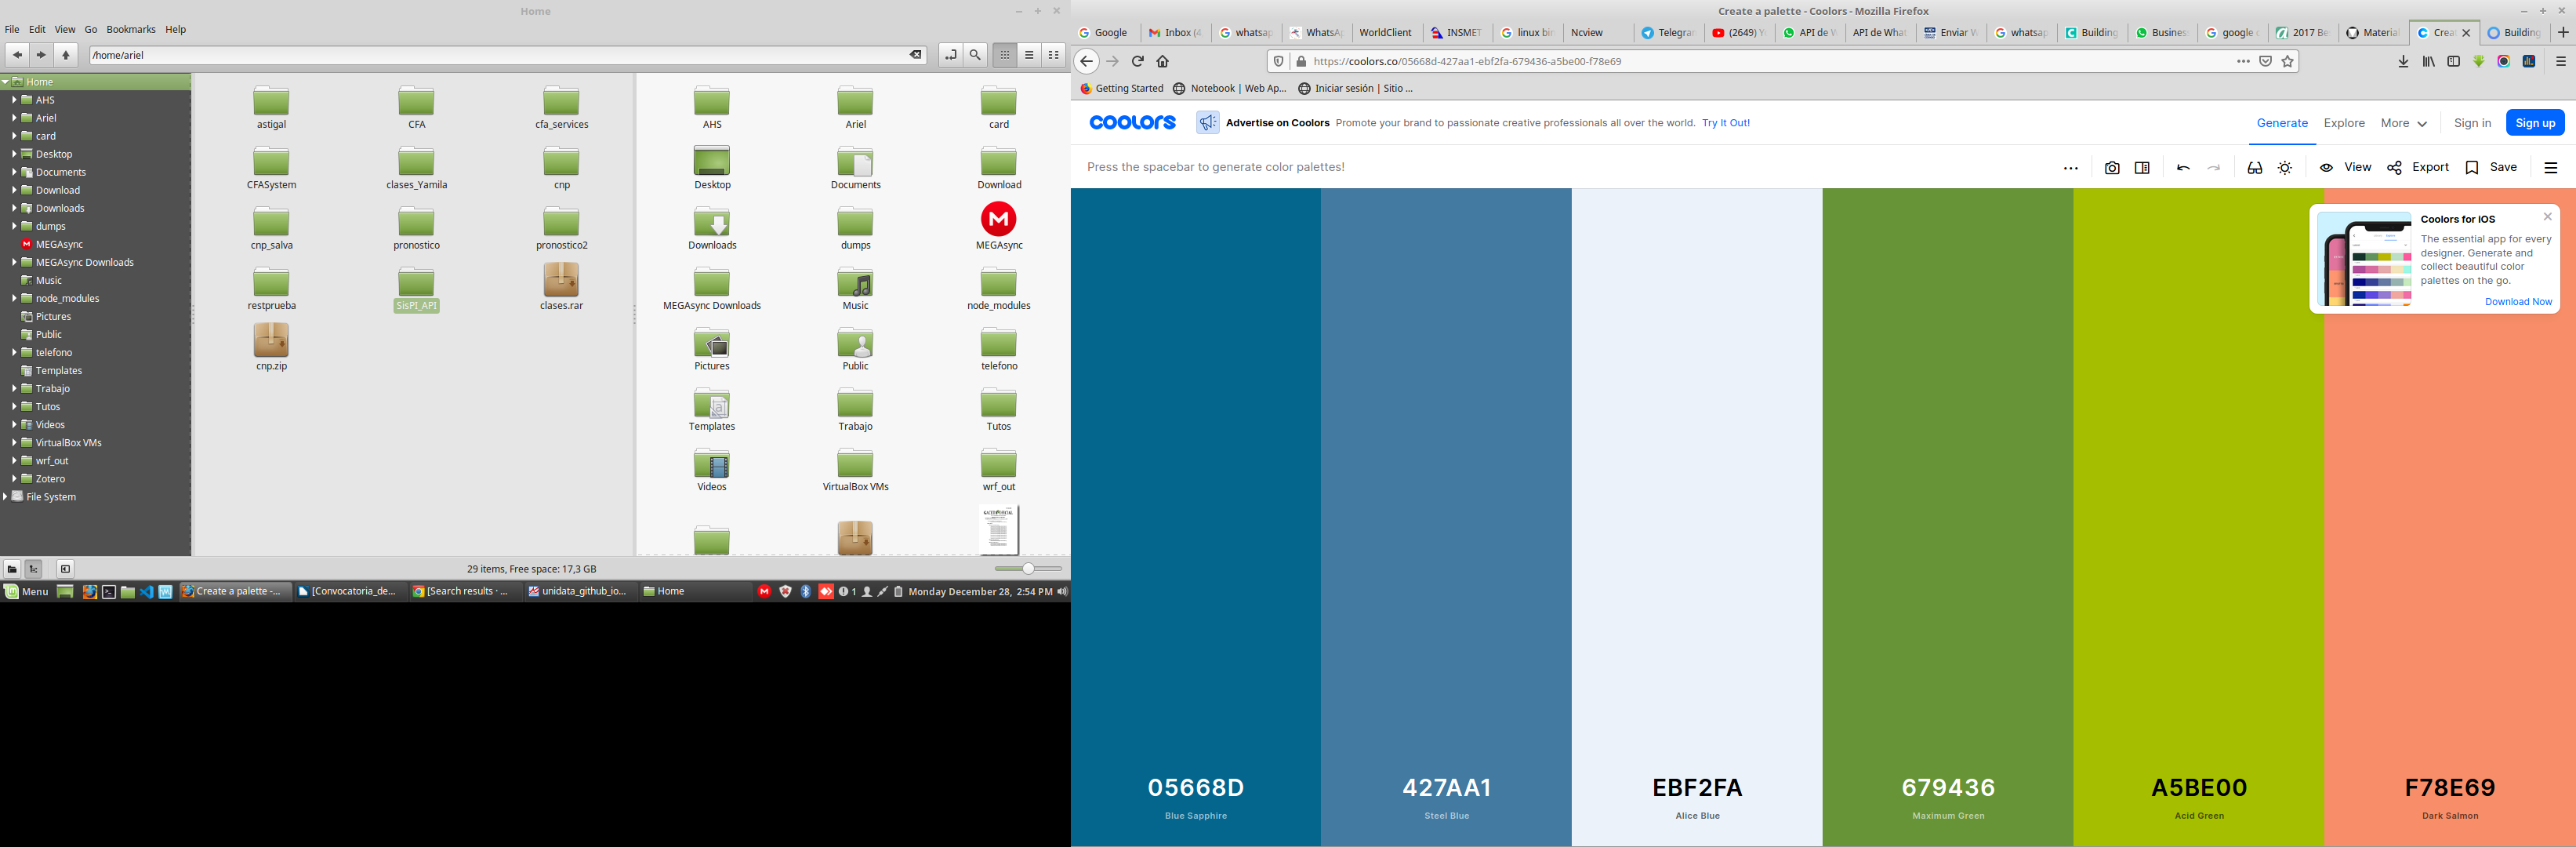 Home
File Edit View Go Bookmarks Help
/home/ariel
Home
AHS
Ariel
card
Desktop
Documents
Download
Downloads
dumps
MEGAsync
MEGAsync Downloads
Music
node_modules
Pictures
Public
telefono
Templates
Trabajo
Tutos
Videos
VirtualBox VMs
wrf_out
Zotero
File System
astigal CFA cfa_services
CFASystem clases_Yamila cnp
cnp_salva pronostico pronostico2
restprueba SisPI_API clases.rar
cnp.zip
AHS Ariel card
Desktop Documents Download
Downloads dumps MEGAsync
MEGAsync Downloads Music node_modules
Pictures Public telefono
Templates Trabajo Tutos
Videos VirtualBox VMs wrf_out
29 items, Free space: 17,3 GB
Menu Create a palette -... [Convocatoria_de... [Search results · ... unidata_github_io... Home 1 Monday December 28, 2:54 PM
Create a palette - Coolors - Mozilla Firefox
Google Inbox (4 whatsap WhatsA WorldClient INSMET linux bin Ncview Telegra (2649) Y API de W API de What Enviar W whatsap Building Busines google c 2017 Be Material Creat Building
https://coolors.co/05668d-427aa1-ebf2fa-679436-a5be00-f78e69
Getting Started Notebook | Web Ap... Iniciar sesión | Sitio ...
coolors Advertise on Coolors Promote your brand to passionate creative professionals all over the world. Try It Out! Generate Explore More Sign in Sign up
Press the spacebar to generate color palettes! View Export Save
Coolors for iOS
The essential app for every
designer. Generate and
collect beautiful color
palettes on the go.
Download Now
05668D 427AA1 EBF2FA 679436 A5BE00 F78E69
Blue Sapphire Steel Blue Alice Blue Maximum Green Acid Green Dark Salmon